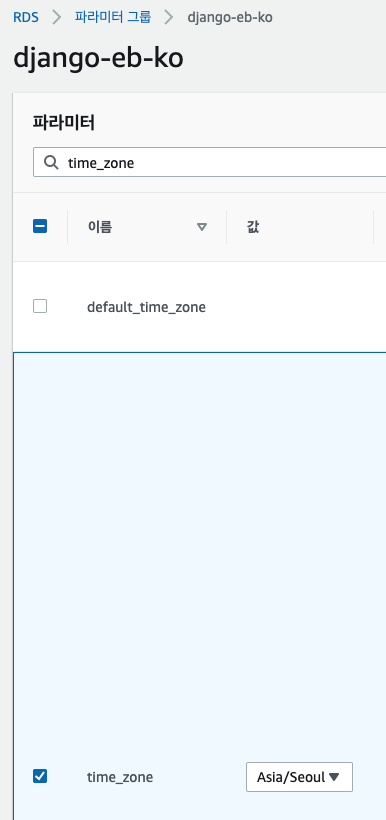 RDS > 파라미터 그룹 > django-eb-ko
django-eb-ko
파라미터
time_zone
이름 값
default_time_zone
time_zone Asia/Seoul